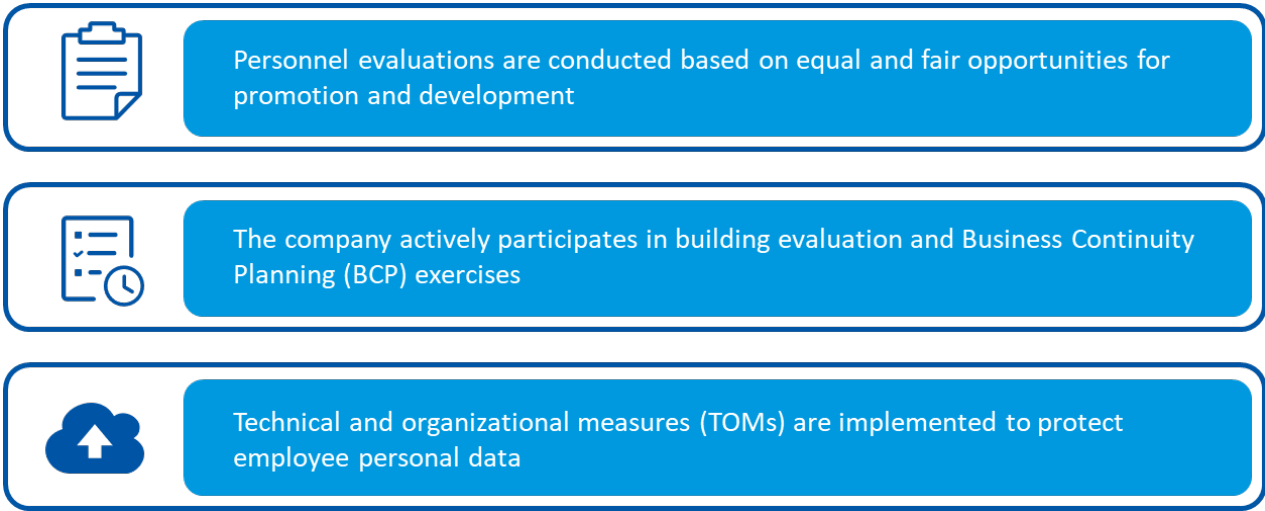 Personnel evaluations are conducted based on equal and fair opportunities for
promotion and development
The company actively participates in building evaluation and Business Continuity
Planning (BCP) exercises
Technical and organizational measures (TOMs) are implemented to protect
employee personal data